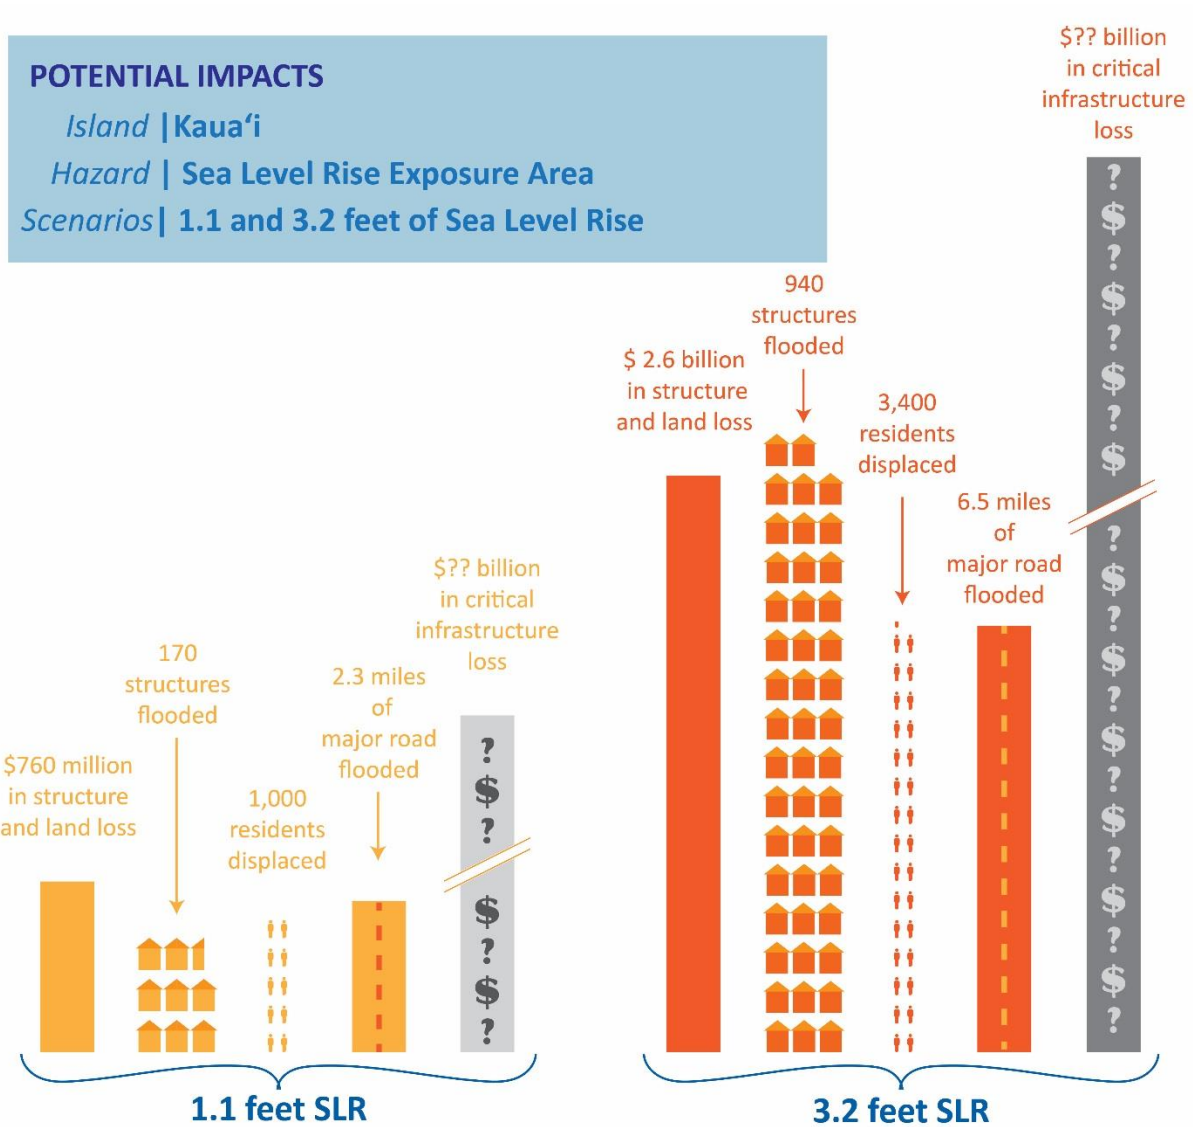 POTENTIAL IMPACTS
Island | Kauaʻi
Hazard | Sea Level Rise Exposure Area
Scenarios | 1.1 and 3.2 feet of Sea Level Rise
$760 million
in structure
and land loss
170
structures
flooded
1,000
residents
displaced
2.3 miles
of
major road
flooded
$?? billion
in critical
infrastructure
loss
?
$
?
$
?
$
?
1.1 feet SLR
$ 2.6 billion
in structure
and land loss
940
structures
flooded
3,400
residents
displaced
6.5 miles
of
major road
flooded
$?? billion
in critical
infrastructure
loss
?
$
?
$
?
$
?
$
?
$
?
$
?
$
?
$
?
$
?
$
?
3.2 feet SLR